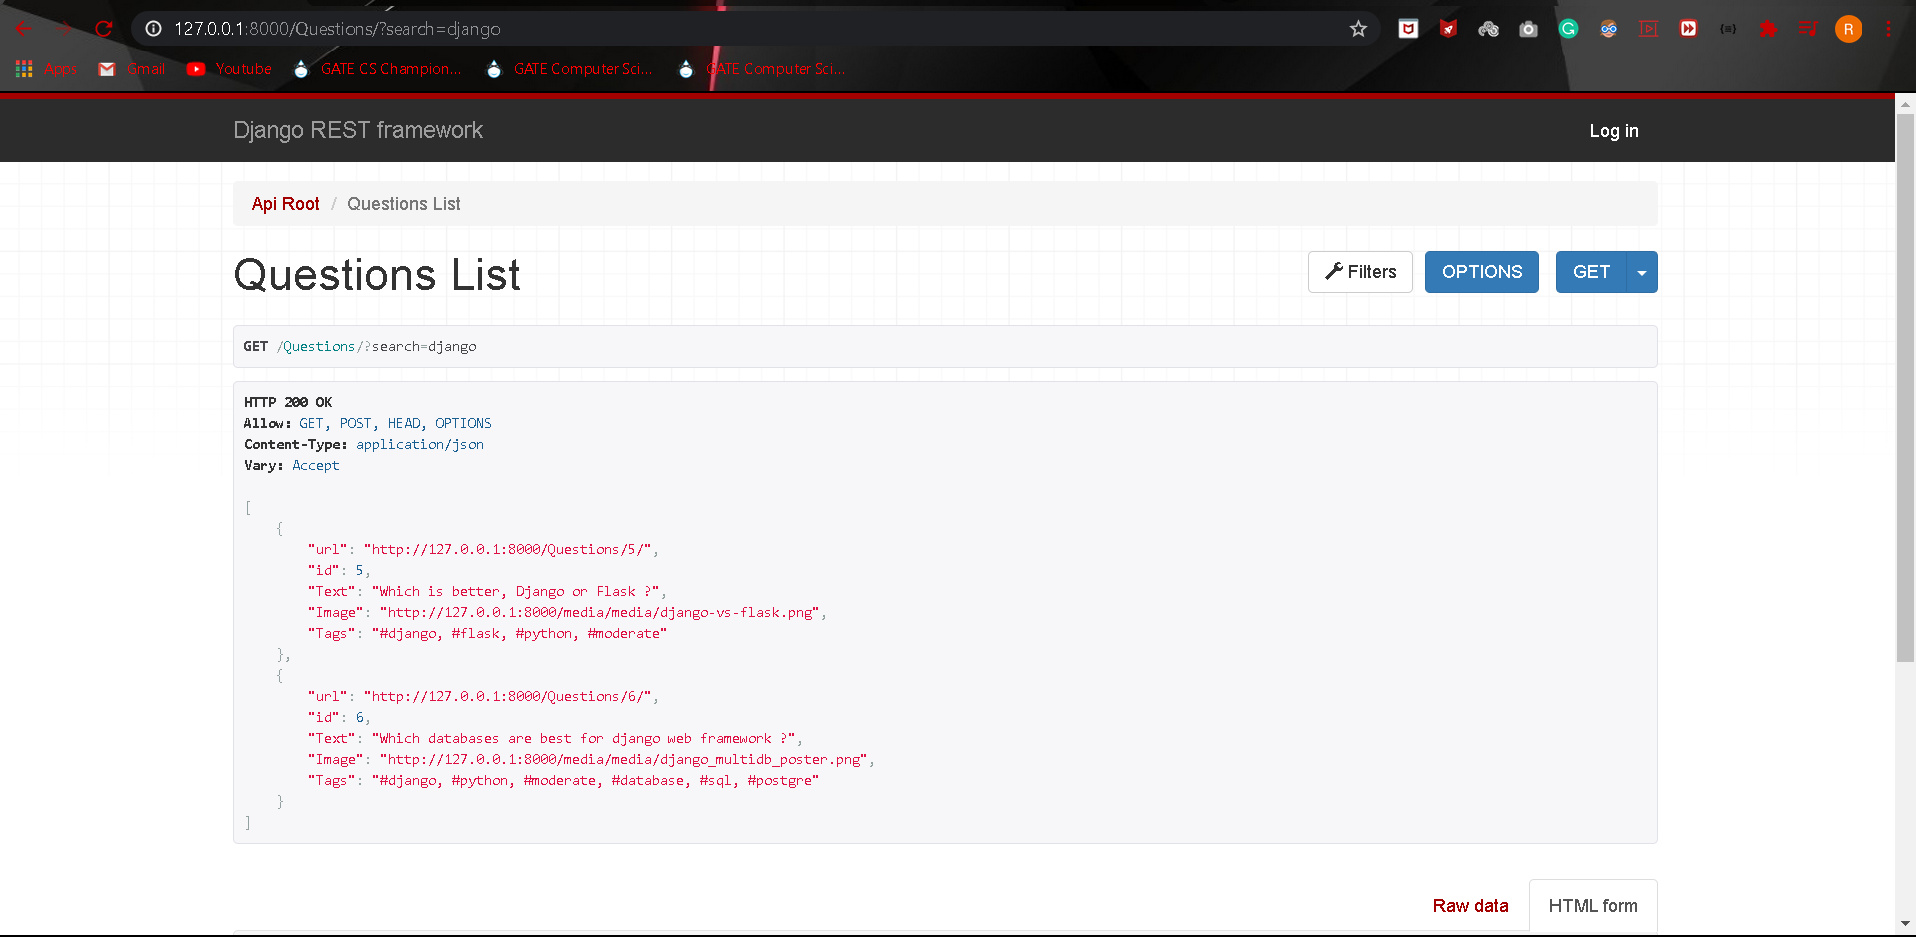 127.0.0.1:8000/Questions/?search=django
R
Apps Gmail Youtube GATE CS Champion... GATE Computer Sci... GATE Computer Sci...
Django REST framework Log in
Api Root / Questions List
Questions List Filters OPTIONS GET
GET /Questions/?search=django
HTTP 200 OK
Allow: GET, POST, HEAD, OPTIONS
Content-Type: application/json
Vary: Accept
[
{
"url": "http://127.0.0.1:8000/Questions/5/",
"id": 5,
"Text": "Which is better, Django or Flask ?",
"Image": "http://127.0.0.1:8000/media/media/django-vs-flask.png",
"Tags": "#django, #flask, #python, #moderate"
},
{
"url": "http://127.0.0.1:8000/Questions/6/",
"id": 6,
"Text": "Which databases are best for django web framework ?",
"Image": "http://127.0.0.1:8000/media/media/django_multidb_poster.png",
"Tags": "#django, #python, #moderate, #database, #sql, #postgre"
}
]
Raw data HTML form